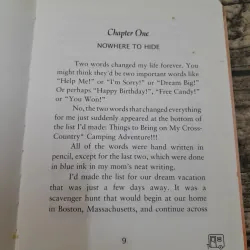 Chapter One
NOWHERE TO HIDE
Two words changed my life forever. You
might think they'd be two important words like
"Help Me!" or "I'm Sorry!" or "Dream Big!"
Or perhaps "Happy Birthday!", "Free Candy!"
or "You Won!"
No, the two words that changed everything
for me just suddenly appeared at the bottom of
the list I'd made: Things to Bring on My Cross-
Country* Camping Adventure!!!
All of the words were hand written in
pencil, except for the last two, which were done
in blue ink in my mom's neat writing.
I'd made the list for our dream vacation
that was just a few days away. It was a
scavenger hunt that would begin at our home
in Boston, Massachusetts, and continue across
9